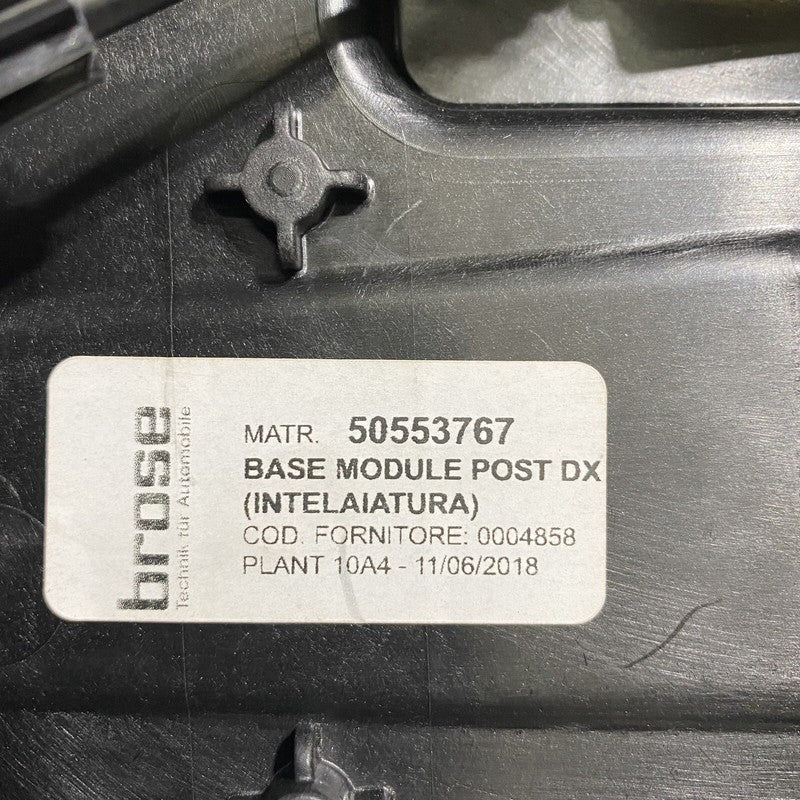 brose
Technik für Automobile
MATR. 50553767
BASE MODULE POST DX
(INTELAIATURA)
COD. FORNITORE: 0004858
PLANT 10A4 - 11/06/2018